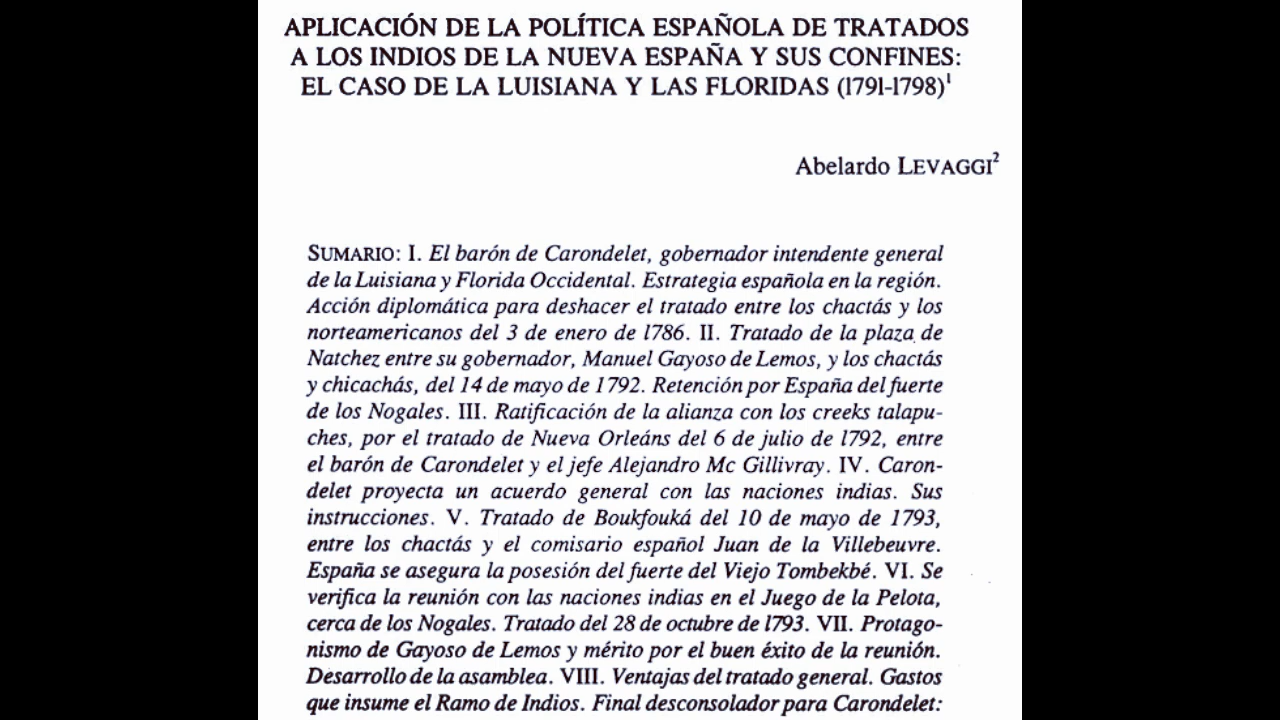 APLICACIÓN DE LA POLÍTICA ESPAÑOLA DE TRATADOS
A LOS INDIOS DE LA NUEVA ESPAÑA Y SUS CONFINES:
EL CASO DE LA LUISIANA Y LAS FLORIDAS (1791-1798)¹
Abelardo LEVAGGI²
SUMARIO: I. El barón de Carondelet, gobernador intendente general
de la Luisiana y Florida Occidental. Estrategia española en la región.
Acción diplomática para deshacer el tratado entre los chactás y los
norteamericanos del 3 de enero de 1786. II. Tratado de la plaza de
Natchez entre su gobernador, Manuel Gayoso de Lemos, y los chactás
y chicachás, del 14 de mayo de 1792. Retención por España del fuerte
de los Nogales. III. Ratificación de la alianza con los creeks talapu-
ches, por el tratado de Nueva Orleáns del 6 de julio de 1792, entre
el barón de Carondelet y el jefe Alejandro Mc Gillivray. IV. Caron-
delet proyecta un acuerdo general con las naciones indias. Sus
instrucciones. V. Tratado de Boukfouká del 10 de mayo de 1793,
entre los chactás y el comisario español Juan de la Villebeuvre.
España se asegura la posesión del fuerte del Viejo Tombekbé. VI. Se
verifica la reunión con las naciones indias en el Juego de la Pelota,
cerca de los Nogales. Tratado del 28 de octubre de 1793. VII. Protago-
nismo de Gayoso de Lemos y mérito por el buen éxito de la reunión.
Desarrollo de la asamblea. VIII. Ventajas del tratado general. Gastos
que insume el Ramo de Indios. Final desconsolador para Carondelet: